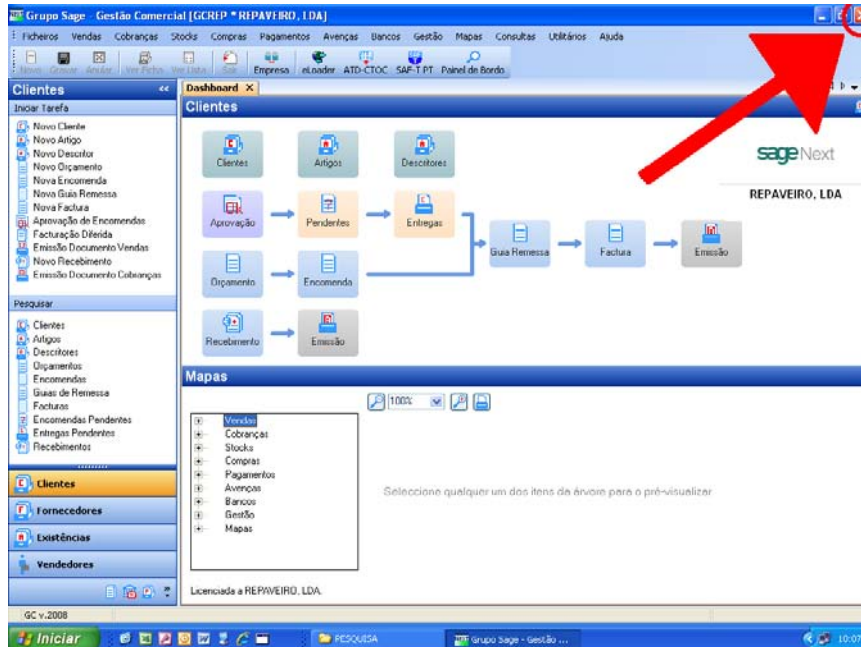 Grupo Sage - Gestão Comercial [GCREP * REPAVEIRO, LDA]
Ficheiros Vendas Cobranças Stocks Compras Pagamentos Avenças Bancos Gestão Mapas Consultas Utilitários Ajuda
Novo Gravar Anular Ver Ficha Ver Lista Sair Empresa eLoader ATD-CTOC SAF-T PT Painel de Bordo
Clientes
Iniciar Tarefa
Novo Cliente
Novo Artigo
Novo Descritor
Novo Orçamento
Nova Encomenda
Nova Guia Remessa
Nova Factura
Aprovação de Encomendas
Facturação Diferida
Emissão Documento Vendas
Novo Recebimento
Emissão Documento Cobranças
Pesquisar
Clientes
Artigos
Descritores
Orçamentos
Encomendas
Guias de Remessa
Facturas
Encomendas Pendentes
Entregas Pendentes
Recebimentos
Clientes
Fornecedores
Existências
Vendedores
Dashboard
Clientes
Clientes Artigos Descritores
sage Next
REPAVEIRO, LDA
Aprovação Pendentes Entregas
Guia Remessa Factura Emissão
Orçamento Encomenda
Recebimento Emissão
Mapas
100%
Vendas
Cobranças
Stocks
Compras
Pagamentos
Avenças
Bancos
Gestão
Mapas
Seleccione qualquer um dos itens da árvore para o pré-visualizar
Licenciada a REPAVEIRO, LDA.
GC v.2008
Iniciar PESQUISA Grupo Sage - Gestão ... 10:07